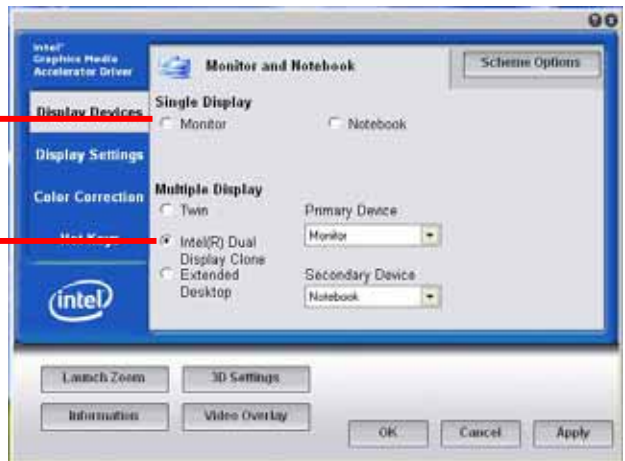 intel®
Graphics Media
Accelerator Driver
Monitor and Notebook
Scheme Options
Display Devices
Display Settings
Color Correction
Hot Keys
intel
Single Display
Monitor
Notebook
Multiple Display
Twin
Intel(R) Dual
Display Clone
Extended
Desktop
Primary Device
Monitor
Secondary Device
Notebook
Launch Zoom
3D Settings
Information
Video Overlay
OK
Cancel
Apply